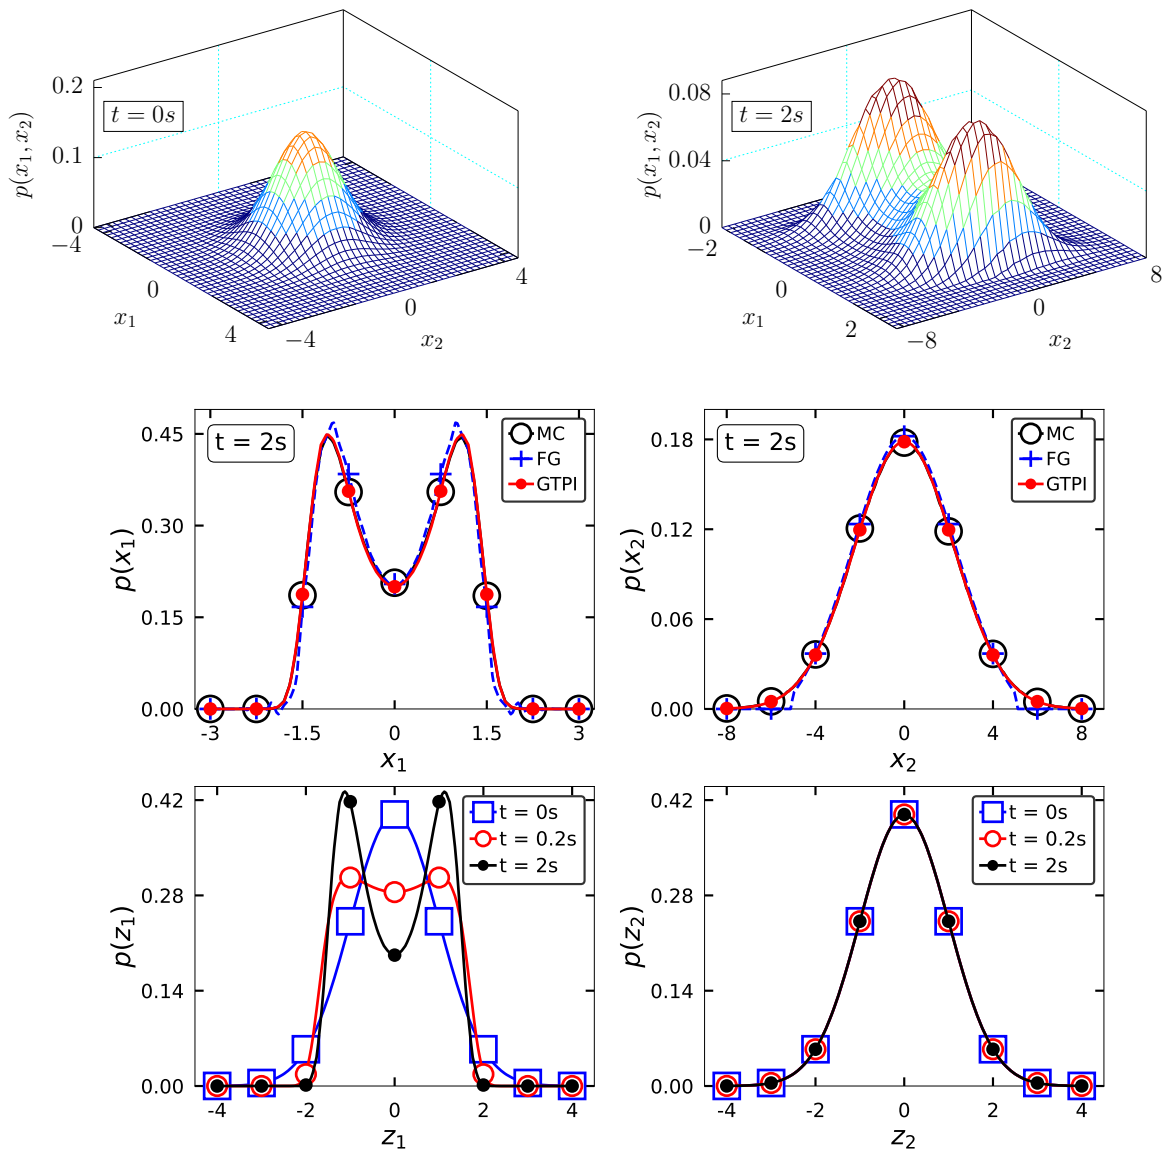 0.2
0.1
0
−4
0
4
−4
0
4
p(x₁, x₂)
x₁
x₂
t = 0s
0.08
0.04
0
−2
0
2
−8
0
8
p(x₁, x₂)
x₁
x₂
t = 2s
0.45
0.30
0.15
0.00
-3
-1.5
0
1.5
3
p(x₁)
x₁
t = 2s
MC
FG
GTPI
0.18
0.12
0.06
0.00
-8
-4
0
4
8
p(x₂)
x₂
t = 2s
MC
FG
GTPI
0.42
0.28
0.14
0.00
-4
-2
0
2
4
p(z₁)
z₁
t = 0s
t = 0.2s
t = 2s
0.42
0.28
0.14
0.00
-4
-2
0
2
4
p(z₂)
z₂
t = 0s
t = 0.2s
t = 2s